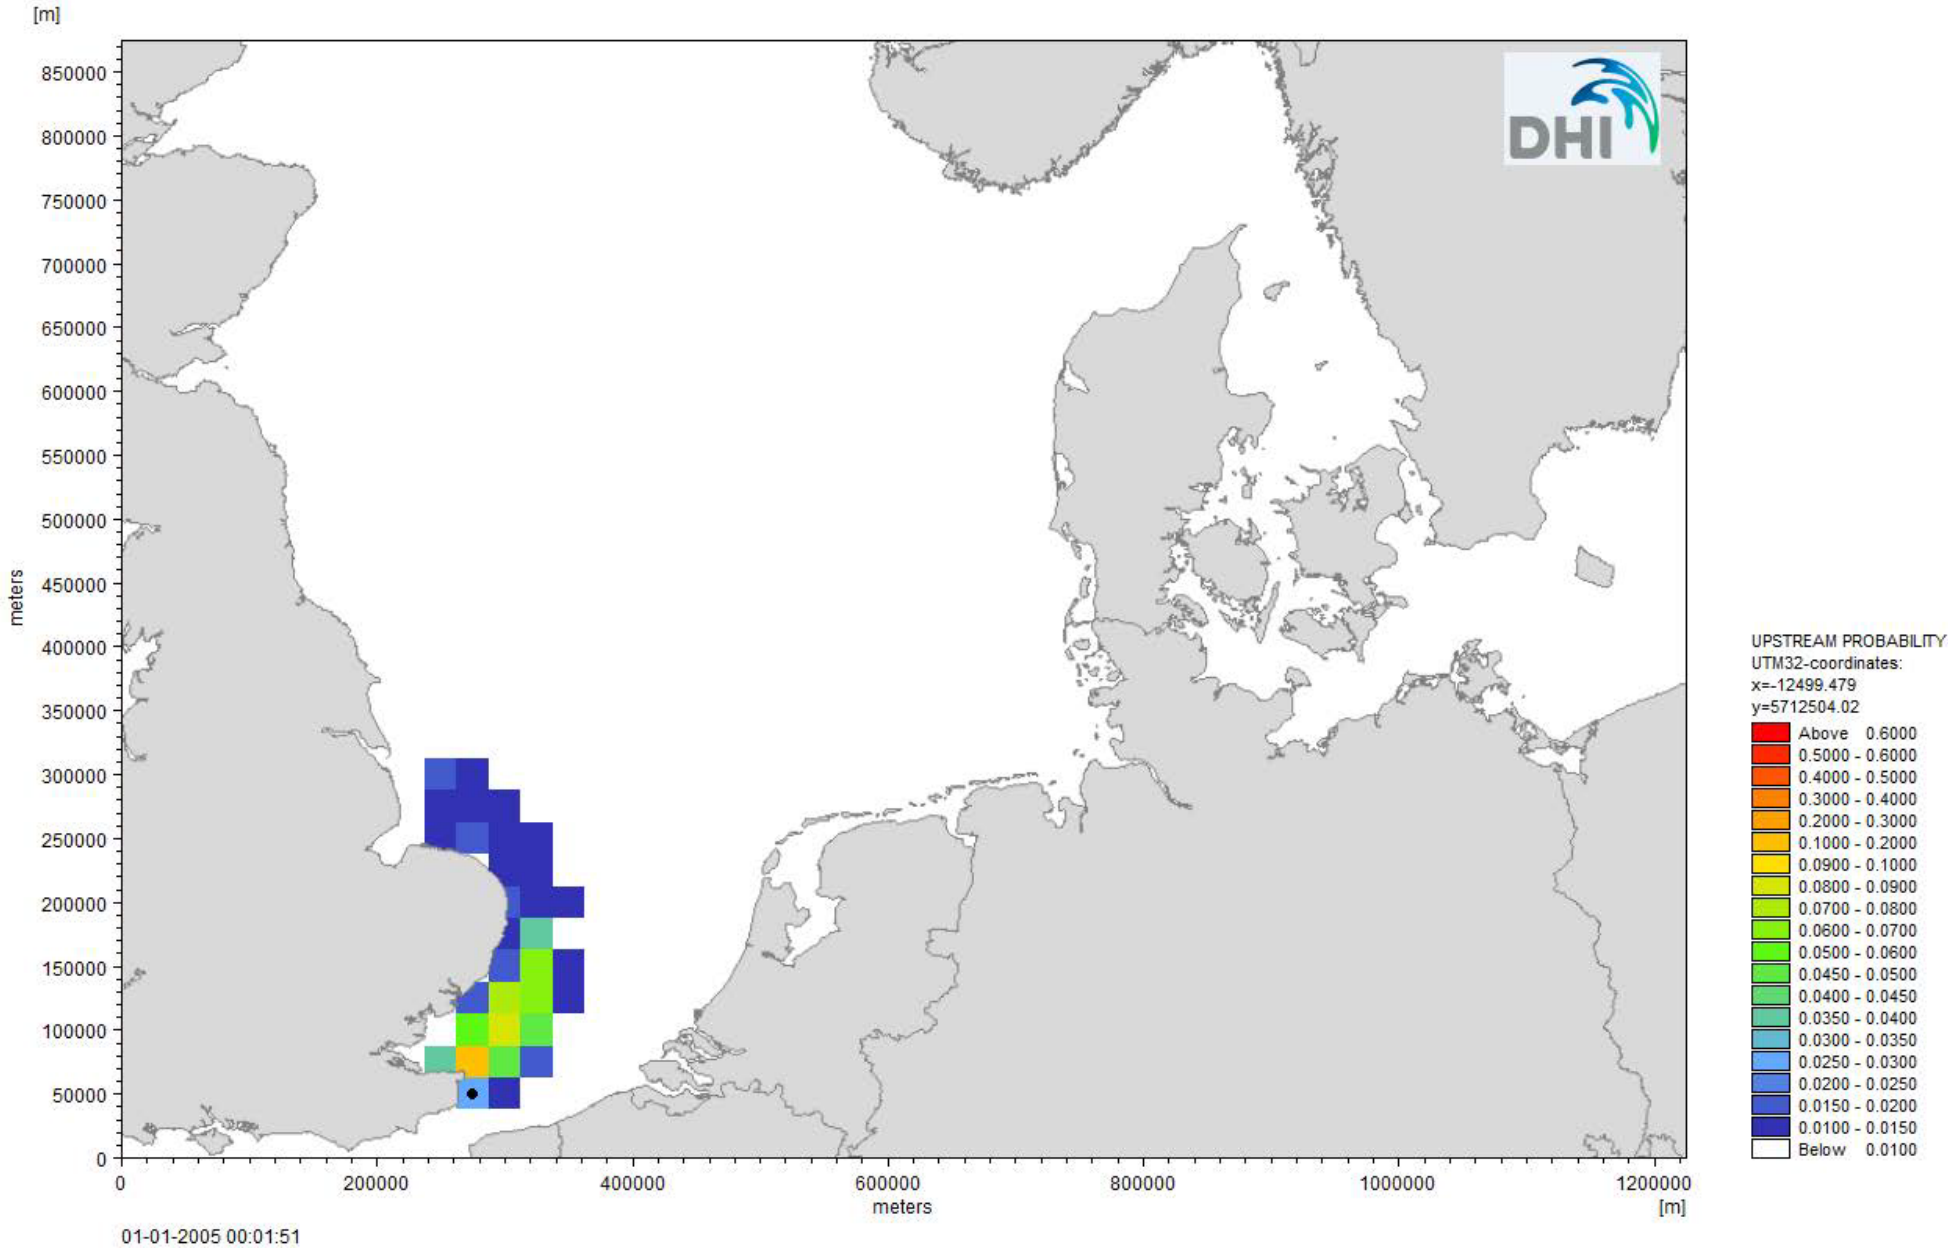 [m]
850000
800000
750000
700000
650000
600000
550000
500000
450000
400000
350000
300000
250000
200000
150000
100000
50000
0
meters
DHI
UPSTREAM PROBABILITY
UTM32-coordinates:
x=-12499.479
y=5712504.02
Above 0.6000
0.5000 - 0.6000
0.4000 - 0.5000
0.3000 - 0.4000
0.2000 - 0.3000
0.1000 - 0.2000
0.0900 - 0.1000
0.0800 - 0.0900
0.0700 - 0.0800
0.0600 - 0.0700
0.0500 - 0.0600
0.0450 - 0.0500
0.0400 - 0.0450
0.0350 - 0.0400
0.0300 - 0.0350
0.0250 - 0.0300
0.0200 - 0.0250
0.0150 - 0.0200
0.0100 - 0.0150
Below 0.0100
0 200000 400000 600000 800000 1000000 1200000
meters [m]
01-01-2005 00:01:51